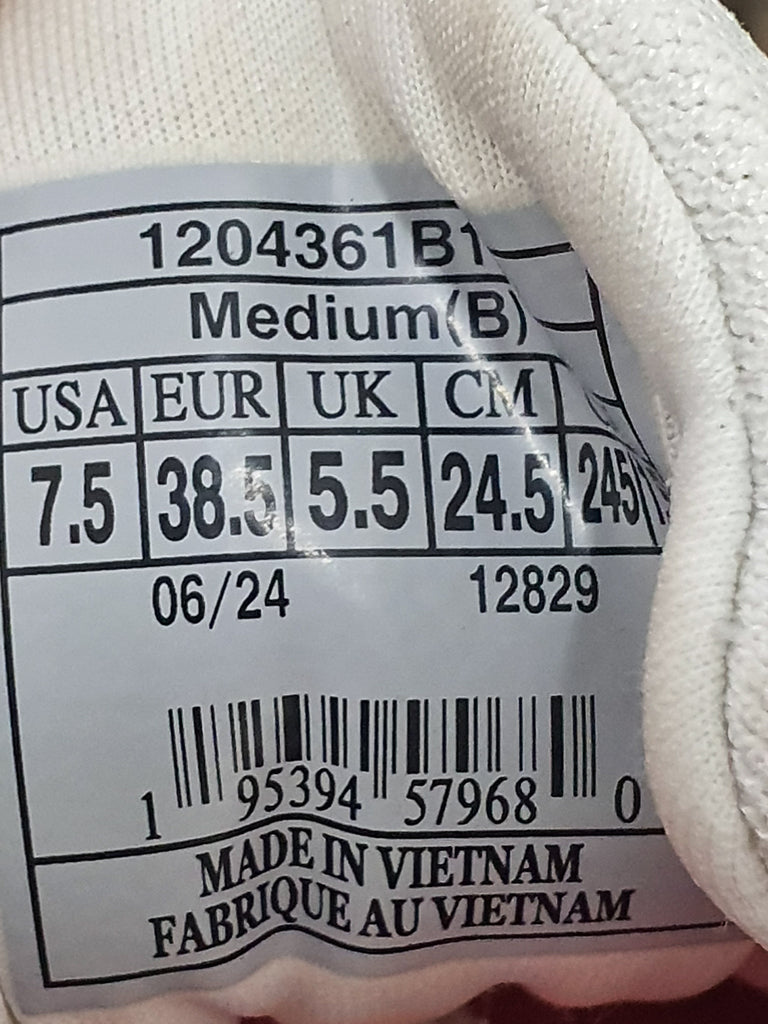 1204361B1
Medium(B)
USA EUR UK CM
7.5 38.5 5.5 24.5 245
06/24 12829
1 95394 57968 0
MADE IN VIETNAM
FABRIQUE AU VIETNAM